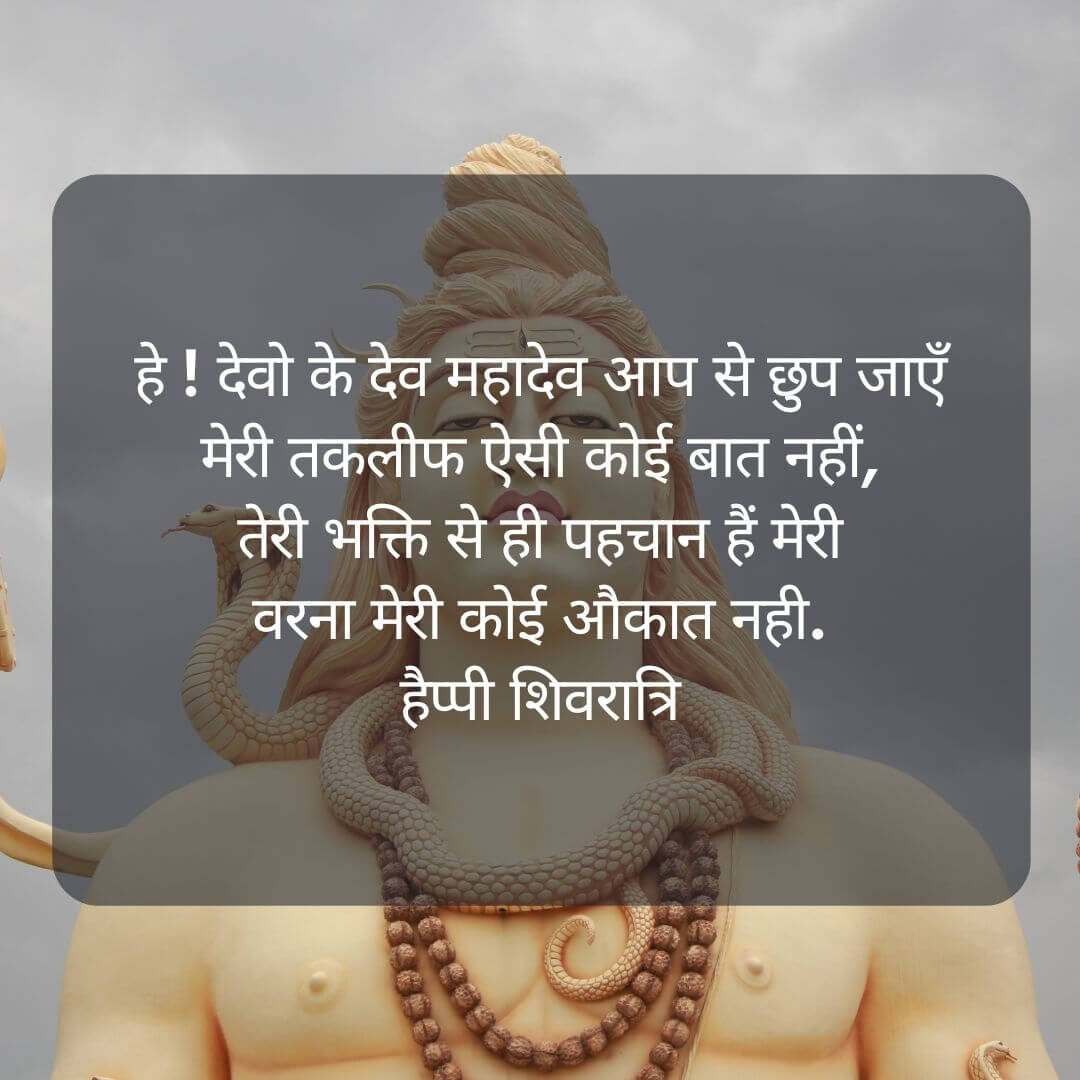 हे ! देवो के देव महादेव आप से छुप जाएँ
मेरी तकलीफ ऐसी कोई बात नहीं,
तेरी भक्ति से ही पहचान हैं मेरी
वरना मेरी कोई औकात नही.
हैप्पी शिवरात्रि